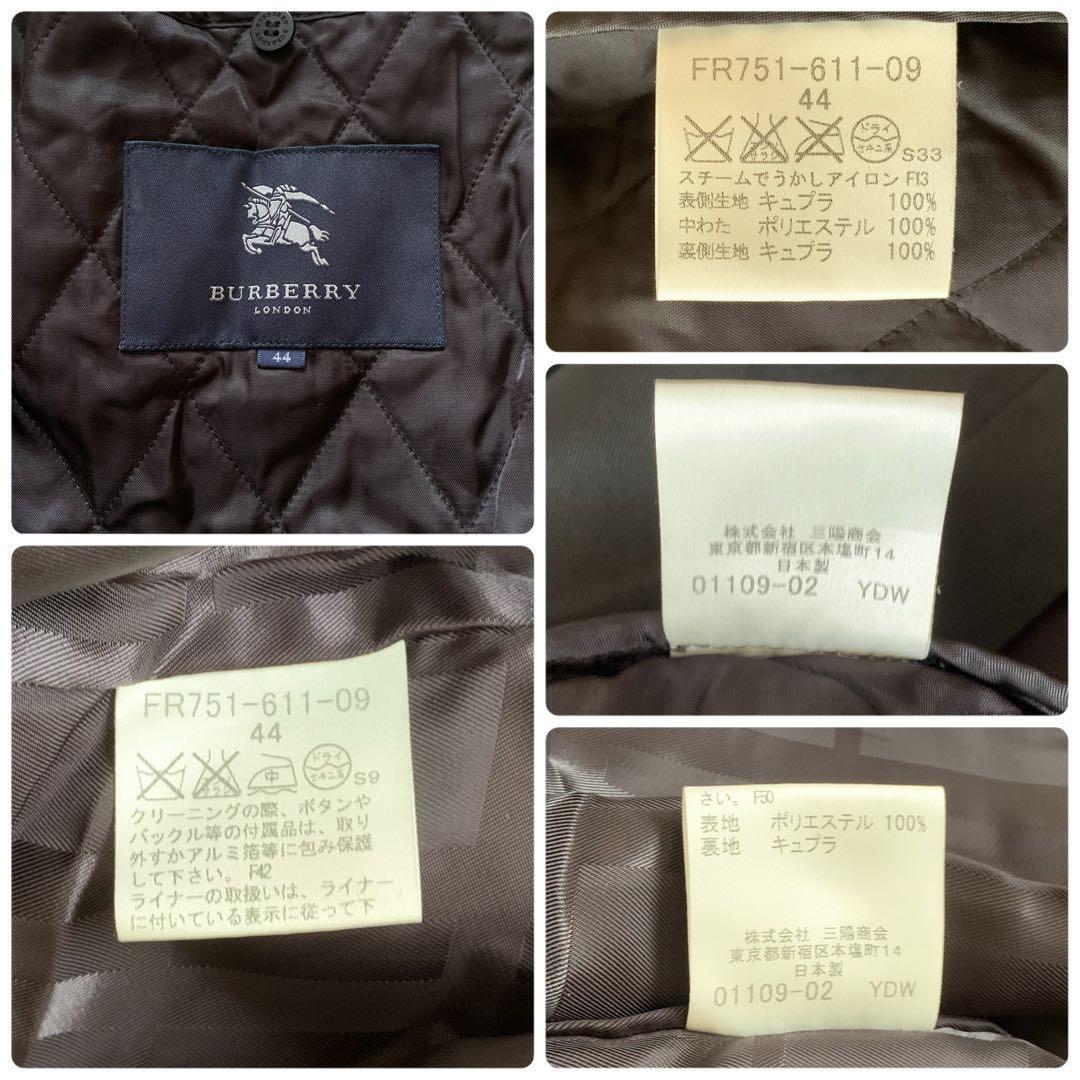 BURBERRY
LONDON
44
FR751-611-09
44
ドライ
セキユ系
S33
スチームでうかしアイロン F13
表側生地 キュプラ 100%
中わた ポリエステル 100%
裏側生地 キュプラ 100%
株式会社 三陽商会
東京都新宿区本塩町14
日本製
01109-02 YDW
FR751-611-09
44
エンソ
サラシ
中
ドライ
セキユ系
S9
クリーニングの際、ボタンや
バックル等の付属品は、取り
外すかアルミ箔等に包み保護
して下さい。 F42
ライナーの取扱いは、ライナー
に付いている表示に従って下
さい。 F50
表地 ポリエステル 100%
裏地 キュプラ
株式会社 三陽商会
東京都新宿区本塩町14
日本製
01109-02 YDW